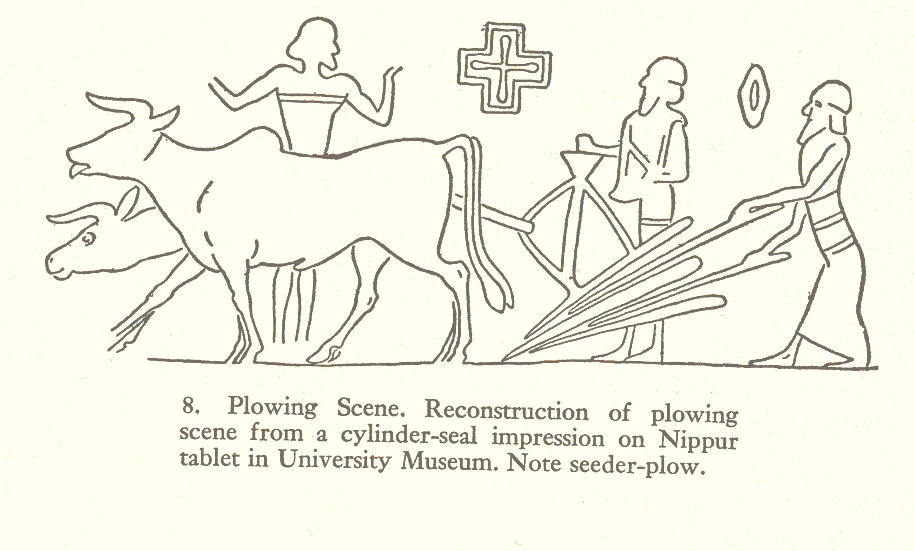 8. Plowing Scene. Reconstruction of plowing
scene from a cylinder-seal impression on Nippur
tablet in University Museum. Note seeder-plow.